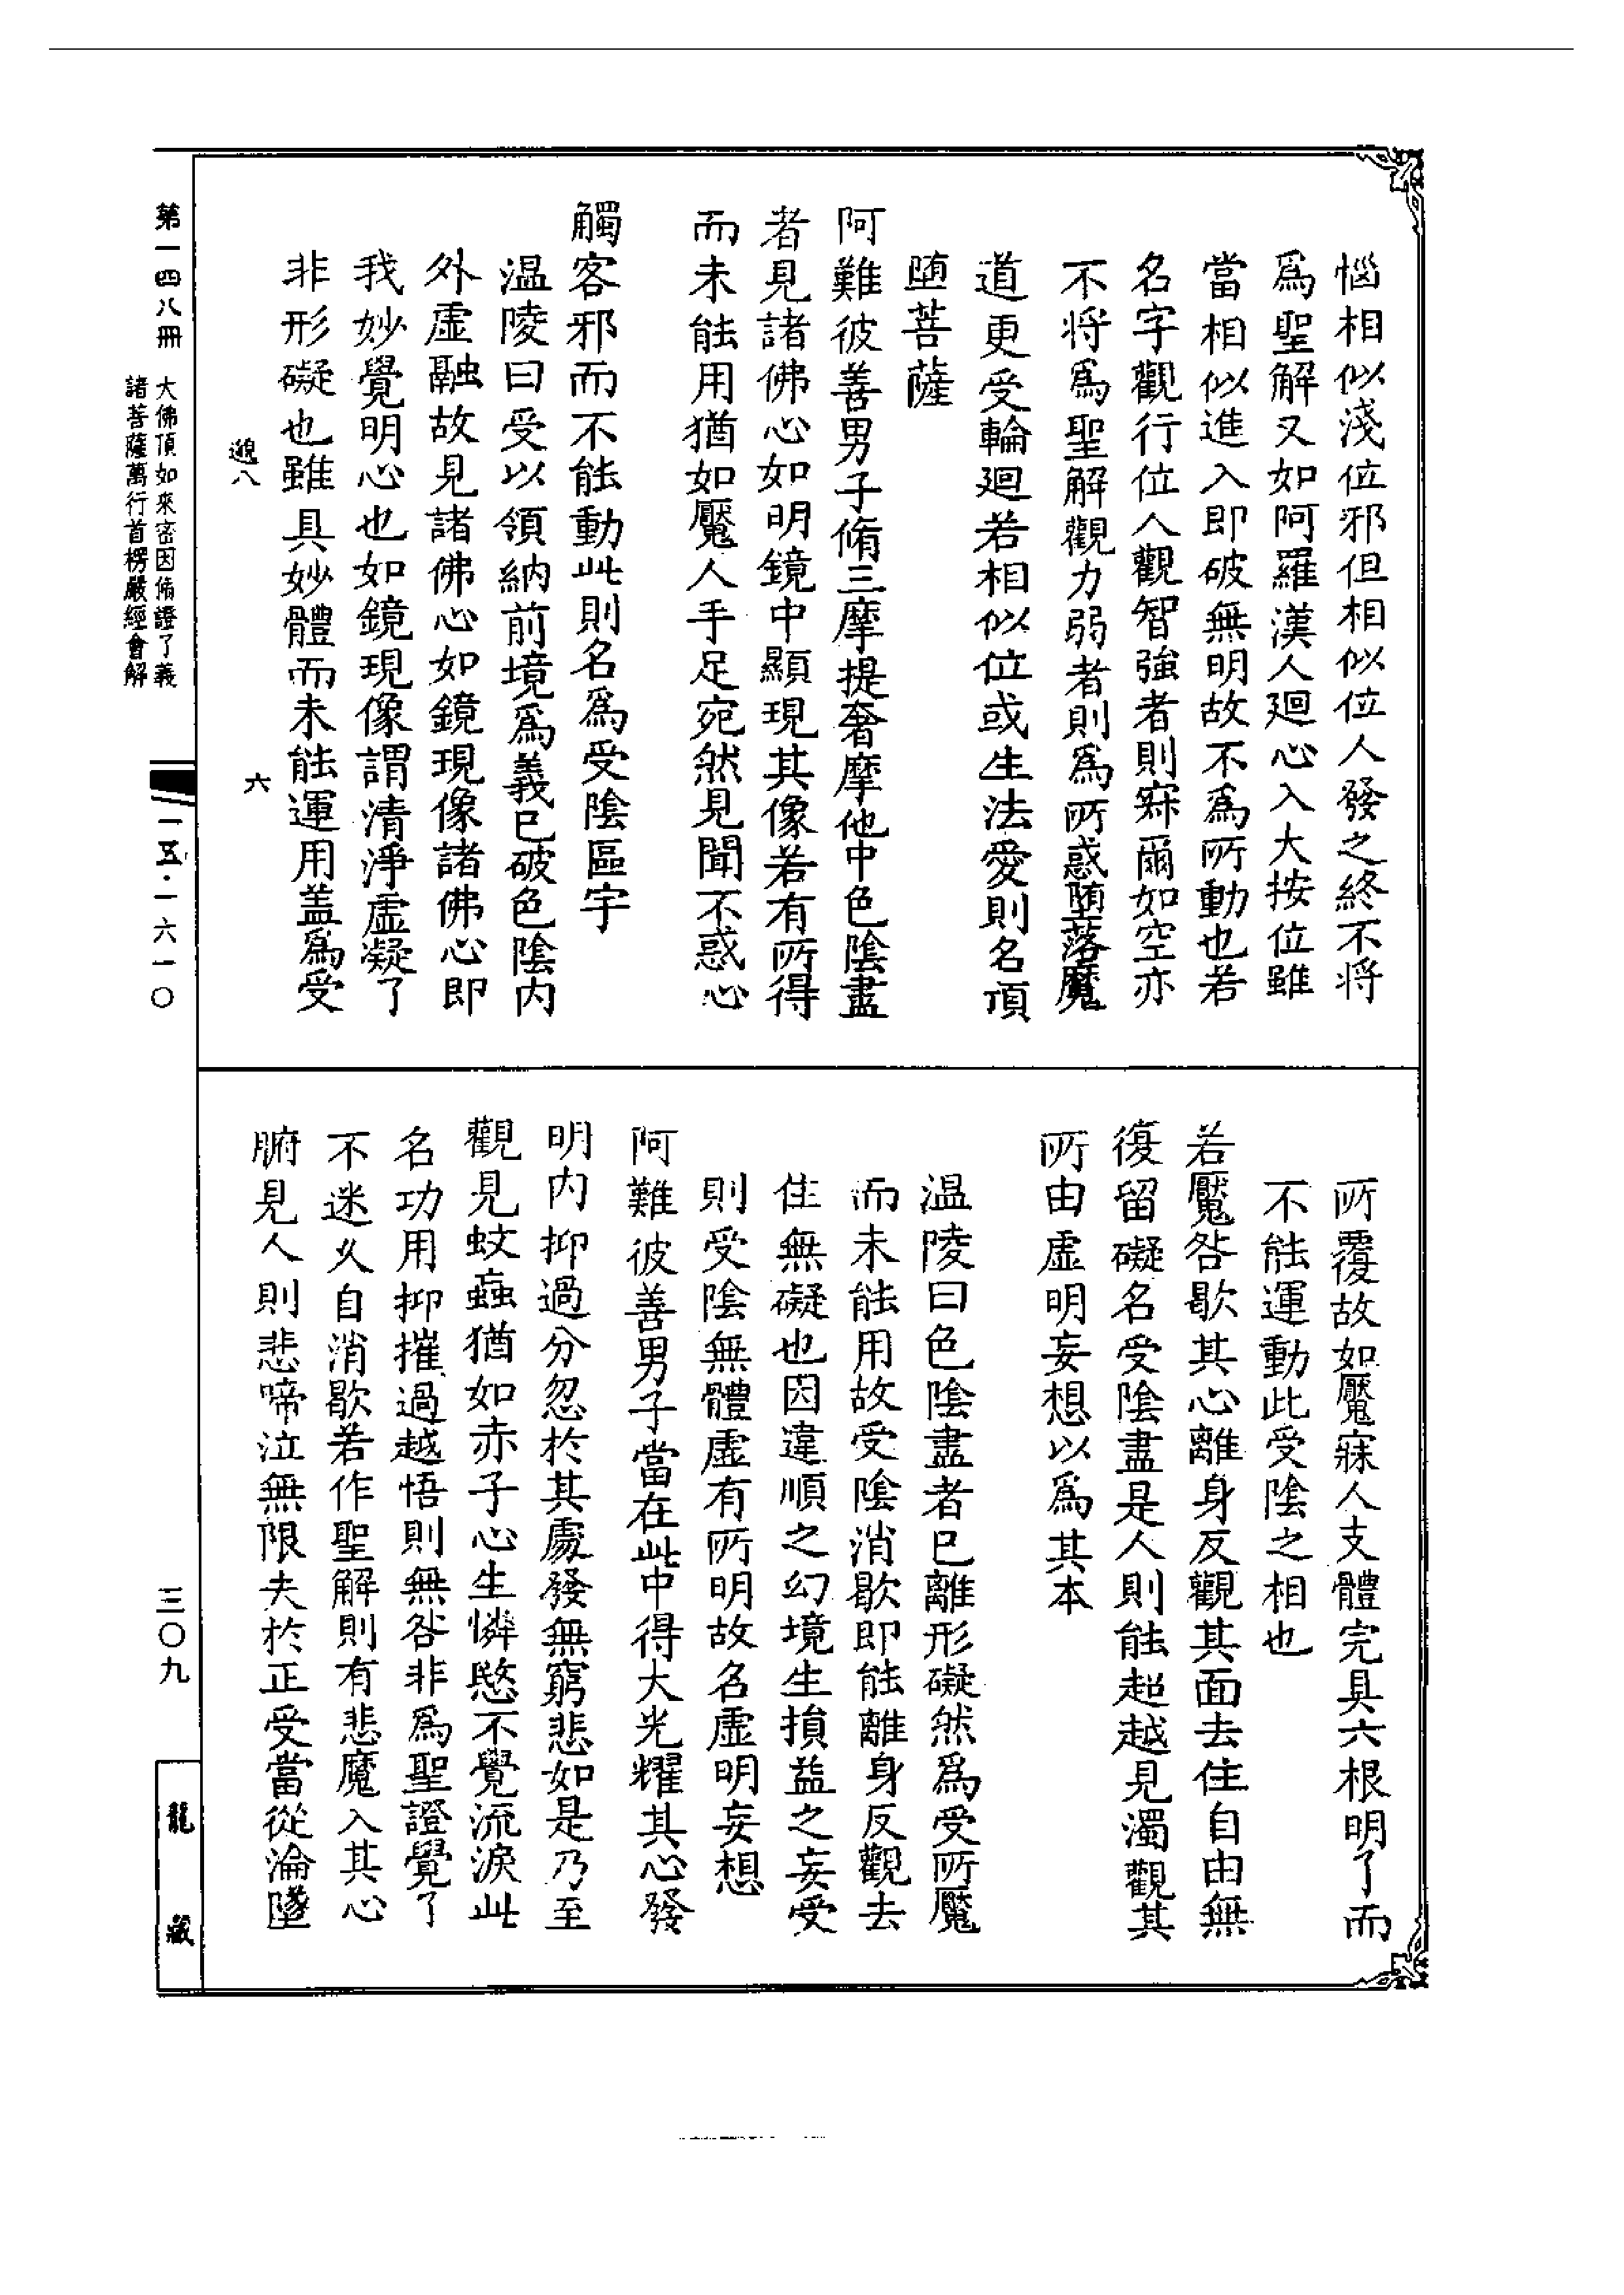 惱相似淺位邪但相似位人發之終不将
爲聖解又如阿羅漢人廻心入大按位雖
當相似進入即破無明故不爲所動也若
名字觀行位人觀智強者則寂爾如空亦
不将爲聖解觀力弱者則爲所惑墮落魔
道更受輪廻若相似位或生法愛則名頂
墮菩薩
阿難彼善男子脩三摩提奢摩他中色陰盡
者見諸佛心如明鏡中顯現其像若有所得
而未能用猶如魘人手足宛然見聞不惑心
觸客邪而不能動此則名爲受陰區宇
温陵曰受以領納前境爲義已破色陰内
外虛融故見諸佛心如鏡現像諸佛心即
我妙覺明心也如鏡現像謂清淨虛凝了
非形礙也雖具妙體而未能運用盖爲受
邈八
六
所覆故如魘寐人支體完具六根明了而
不能運動此受陰之相也
若魘咎歇其心離身反觀其面去住自由無
復留礙名受陰盡是人則能超越見濁觀其
所由虛明妄想以爲其本
温陵曰色陰盡者已離形礙然爲受所魘
而未能用故受陰消歇即能離身反觀去
住無礙也因違順之幻境生損益之妄受
則受陰無體虛有所明故名虛明妄想
阿難彼善男子當在此中得大光耀其心發
明内抑過分忽於其處發無窮悲如是乃至
觀見蚊蝱猶如赤子心生憐愍不覺流淚此
名功用抑摧過越悟則無咎非爲聖證覺了
不迷久自消歇若作聖解則有悲魔入其心
腑見人則悲啼泣無限失於正受當從淪墜
第一四八冊
大佛頂如來密因脩證了義
諸菩薩萬行首楞嚴經會解
一五·一六一〇
三〇九
龍藏